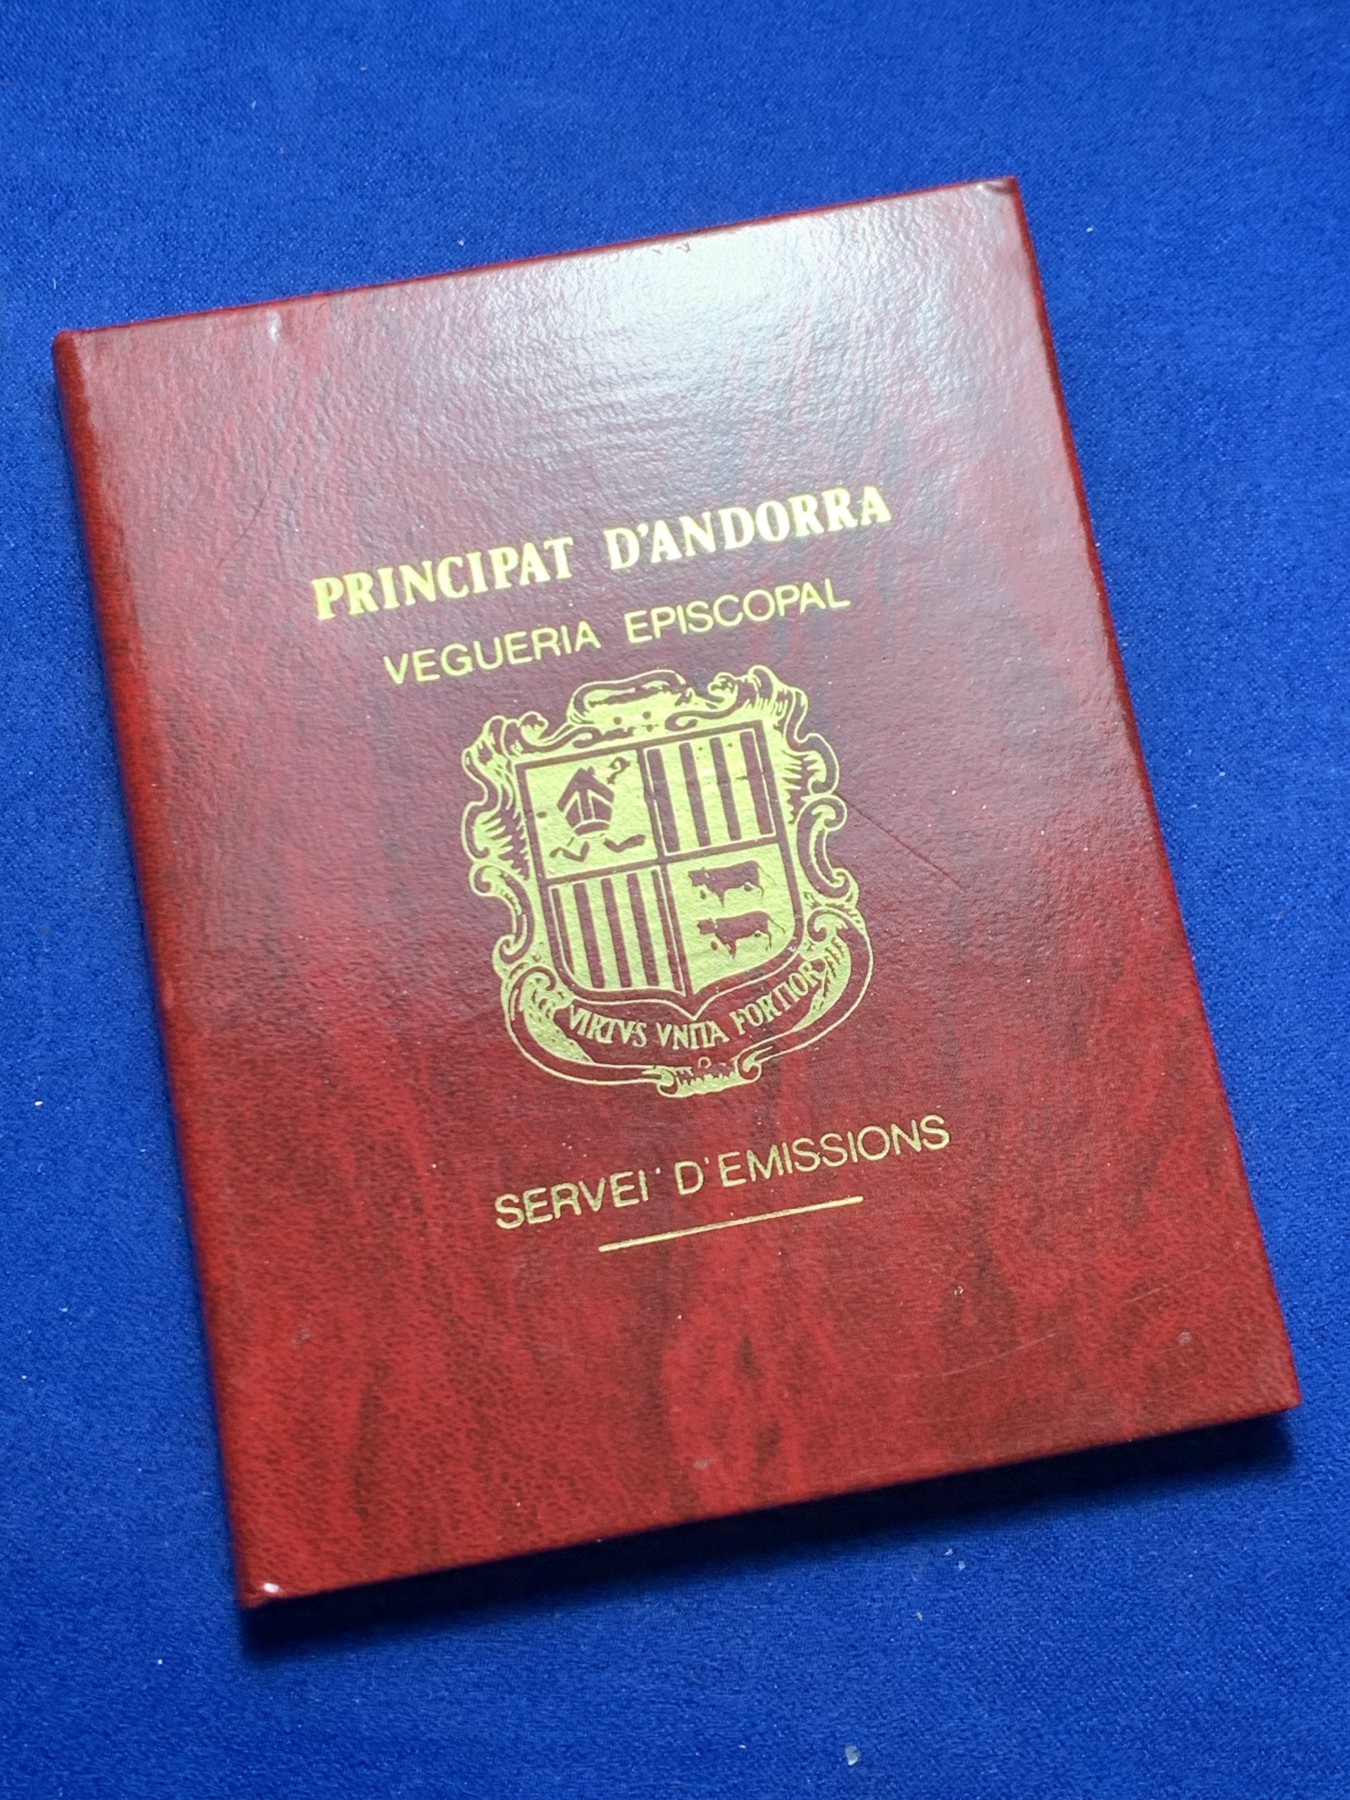 PRINCIPAT D'ANDORRA
VEGUERIA EPISCOPAL
VIRTVS VNITA FORTIOR
SERVEI D'EMISSIONS